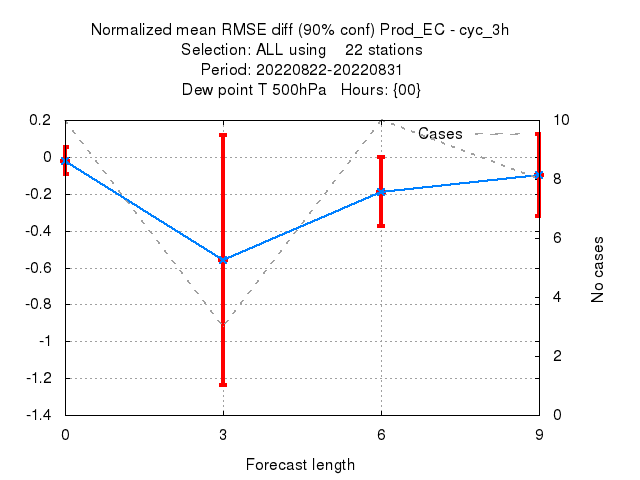 Normalized mean RMSE diff (90% conf) Prod_EC - cyc_3h
Selection: ALL using    22 stations
Period: 20220822-20220831
Dew point T 500hPa   Hours: {00}
Cases
0.2
0
-0.2
-0.4
-0.6
-0.8
-1
-1.2
-1.4
10
8
6
4
2
0
No cases
0
3
6
9
Forecast length